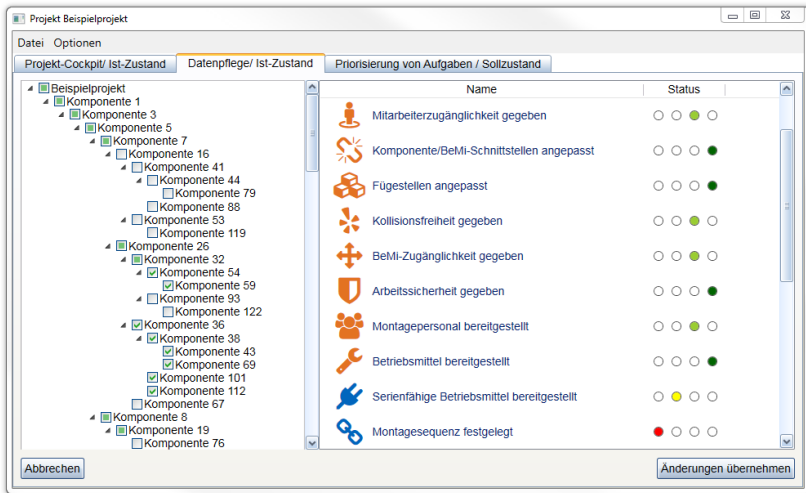 Projekt Beispielprojekt
Datei Optionen
Projekt-Cockpit/ Ist-Zustand Datenpflege/ Ist-Zustand Priorisierung von Aufgaben / Sollzustand
Beispielprojekt
Komponente 1
Komponente 3
Komponente 5
Komponente 7
Komponente 16
Komponente 41
Komponente 44
Komponente 79
Komponente 88
Komponente 53
Komponente 119
Komponente 26
Komponente 32
Komponente 54
Komponente 59
Komponente 93
Komponente 122
Komponente 36
Komponente 38
Komponente 43
Komponente 69
Komponente 101
Komponente 112
Komponente 67
Komponente 8
Komponente 19
Komponente 76
Name Status
Mitarbeiterzugänglichkeit gegeben
Komponente/BeMi-Schnittstellen angepasst
Fügestellen angepasst
Kollisionsfreiheit gegeben
BeMi-Zugänglichkeit gegeben
Arbeitssicherheit gegeben
Montagepersonal bereitgestellt
Betriebsmittel bereitgestellt
Serienfähige Betriebsmittel bereitgestellt
Montagesequenz festgelegt
Abbrechen Änderungen übernehmen